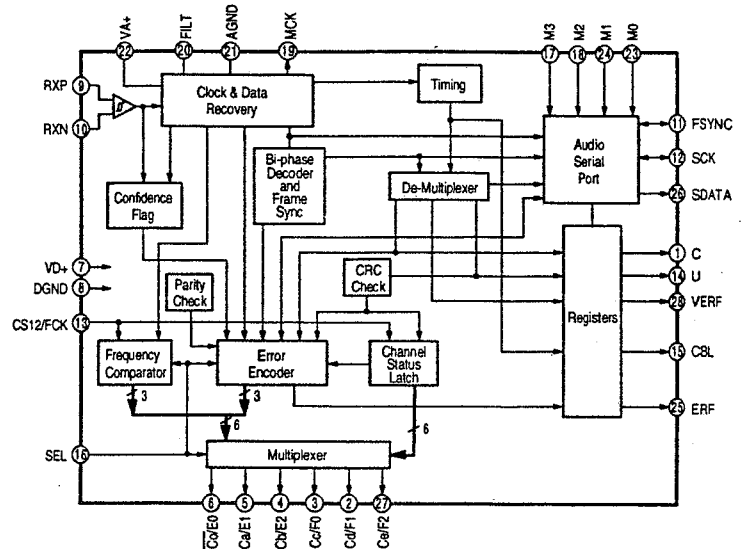 VA+ FILT AGND MCK M3 M2 M1 M0
22 20 21 19 17 18 24 23
RXP 9
RXN 10
Clock & Data
Recovery
Timing
Audio
Serial
Port
11 FSYNC
12 SCK
26 SDATA
Bi-phase
Decoder
and
Frame
Sync
De-Multiplexer
Confidence
Flag
VD+ 7
DGND 8
CS12/FCK 13
Parity
Check
CRC
Check
Registers
1 C
14 U
28 VERF
15 CBL
25 ERF
Frequency
Comparator
Error
Encoder
Channel
Status
Latch
3 3
6 6
SEL 16
Multiplexer
6 5 4 3 2 27
C0/E0 Ca/E1 Cb/E2 Cc/F0 Cd/F1 Ce/F2